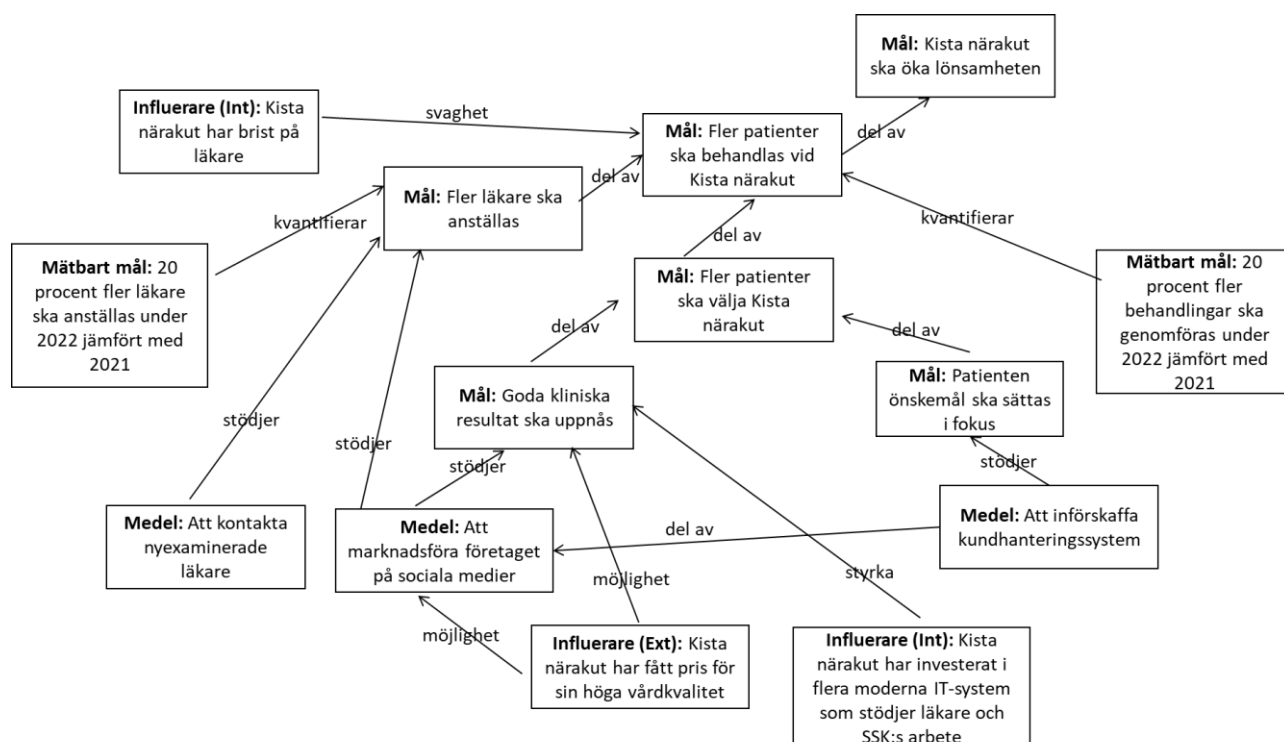 Mål: Kista närakut
ska öka lönsamheten
Influerare (Int): Kista
närakut har brist på
läkare
svaghet
del av
Mål: Fler patienter
ska behandlas vid
Kista närakut
del av
Mål: Fler läkare ska
anställas
kvantifierar
kvantifierar
Mätbart mål: 20
procent fler läkare
ska anställas under
2022 jämfört med
2021
del av
Mål: Fler patienter
ska välja Kista
närakut
Mätbart mål: 20
procent fler
behandlingar ska
genomföras under
2022 jämfört med
2021
del av
del av
Mål: Goda kliniska
resultat ska uppnås
Mål: Patienten
önskemål ska sättas
i fokus
stödjer
stödjer
stödjer
stödjer
Medel: Att kontakta
nyexaminerade
läkare
Medel: Att
marknadsföra företaget
på sociala medier
del av
Medel: Att införskaffa
kundhanteringssystem
möjlighet
styrka
möjlighet
Influerare (Ext): Kista
närakut har fått pris för
sin höga vårdkvalitet
Influerare (Int): Kista
närakut har investerat i
flera moderna IT-system
som stödjer läkare och
SSK:s arbete